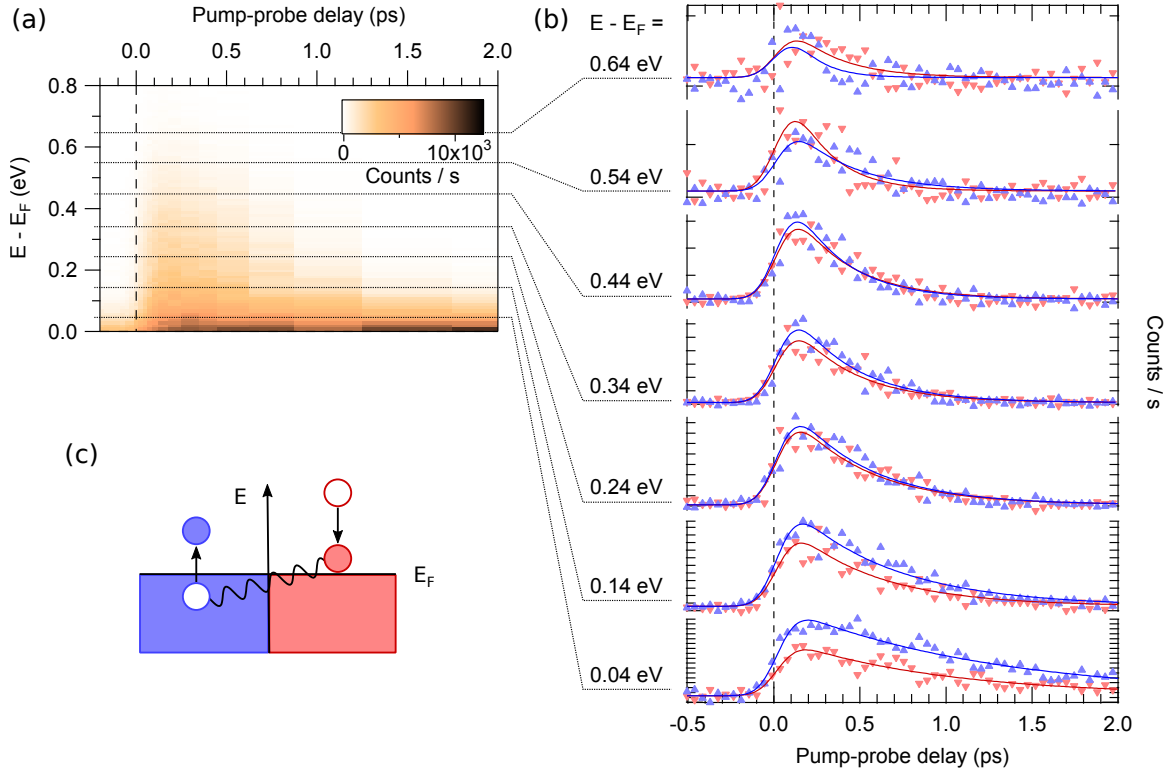 (a)
Pump-probe delay (ps)
0.0 0.5 1.0 1.5 2.0
0.8
0.6
0.4
0.2
0.0
E - E_F (eV)
0 10x10³
Counts / s
(b)
E - E_F =
0.64 eV
0.54 eV
0.44 eV
0.34 eV
0.24 eV
0.14 eV
0.04 eV
Counts / s
-0.5 0.0 0.5 1.0 1.5 2.0
Pump-probe delay (ps)
(c)
E
E_F